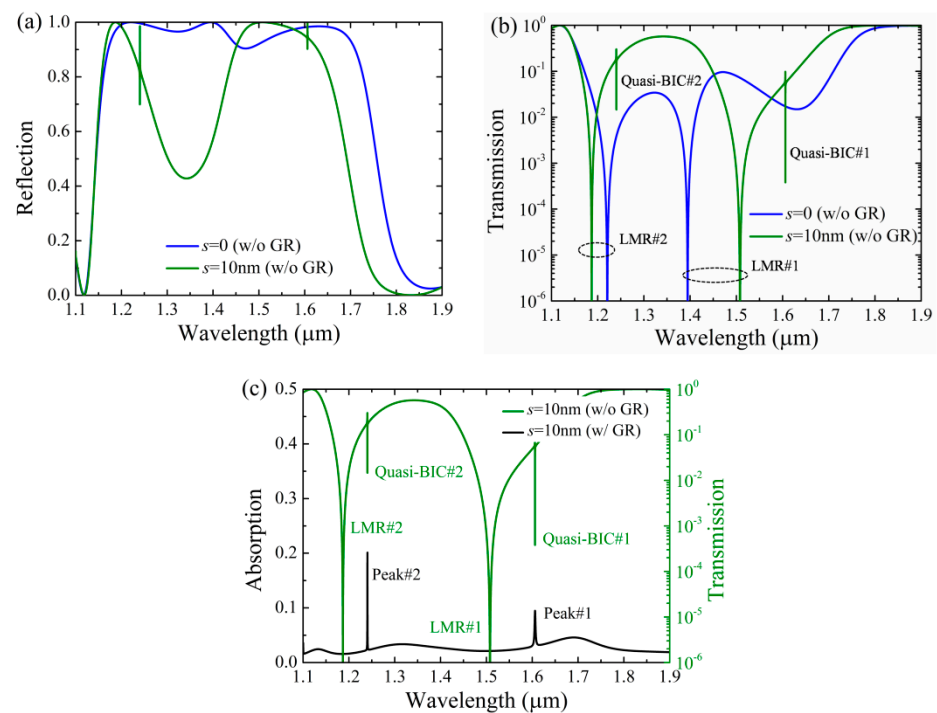 (a)
1.0
0.8
0.6
0.4
0.2
0.0
Reflection
s=0 (w/o GR)
s=10nm (w/o GR)
1.1 1.2 1.3 1.4 1.5 1.6 1.7 1.8 1.9
Wavelength (μm)
(b)
10^0
10^-1
10^-2
10^-3
10^-4
10^-5
10^-6
Transmission
Quasi-BIC#2
Quasi-BIC#1
s=0 (w/o GR)
s=10nm (w/o GR)
LMR#2
LMR#1
1.1 1.2 1.3 1.4 1.5 1.6 1.7 1.8 1.9
Wavelength (μm)
(c)
0.5
0.4
0.3
0.2
0.1
0.0
Absorption
s=10nm (w/o GR)
s=10nm (w/ GR)
Quasi-BIC#2
LMR#2
Quasi-BIC#1
Peak#2
LMR#1
Peak#1
10^0
10^-1
10^-2
10^-3
10^-4
10^-5
10^-6
Transmission
1.1 1.2 1.3 1.4 1.5 1.6 1.7 1.8 1.9
Wavelength (μm)